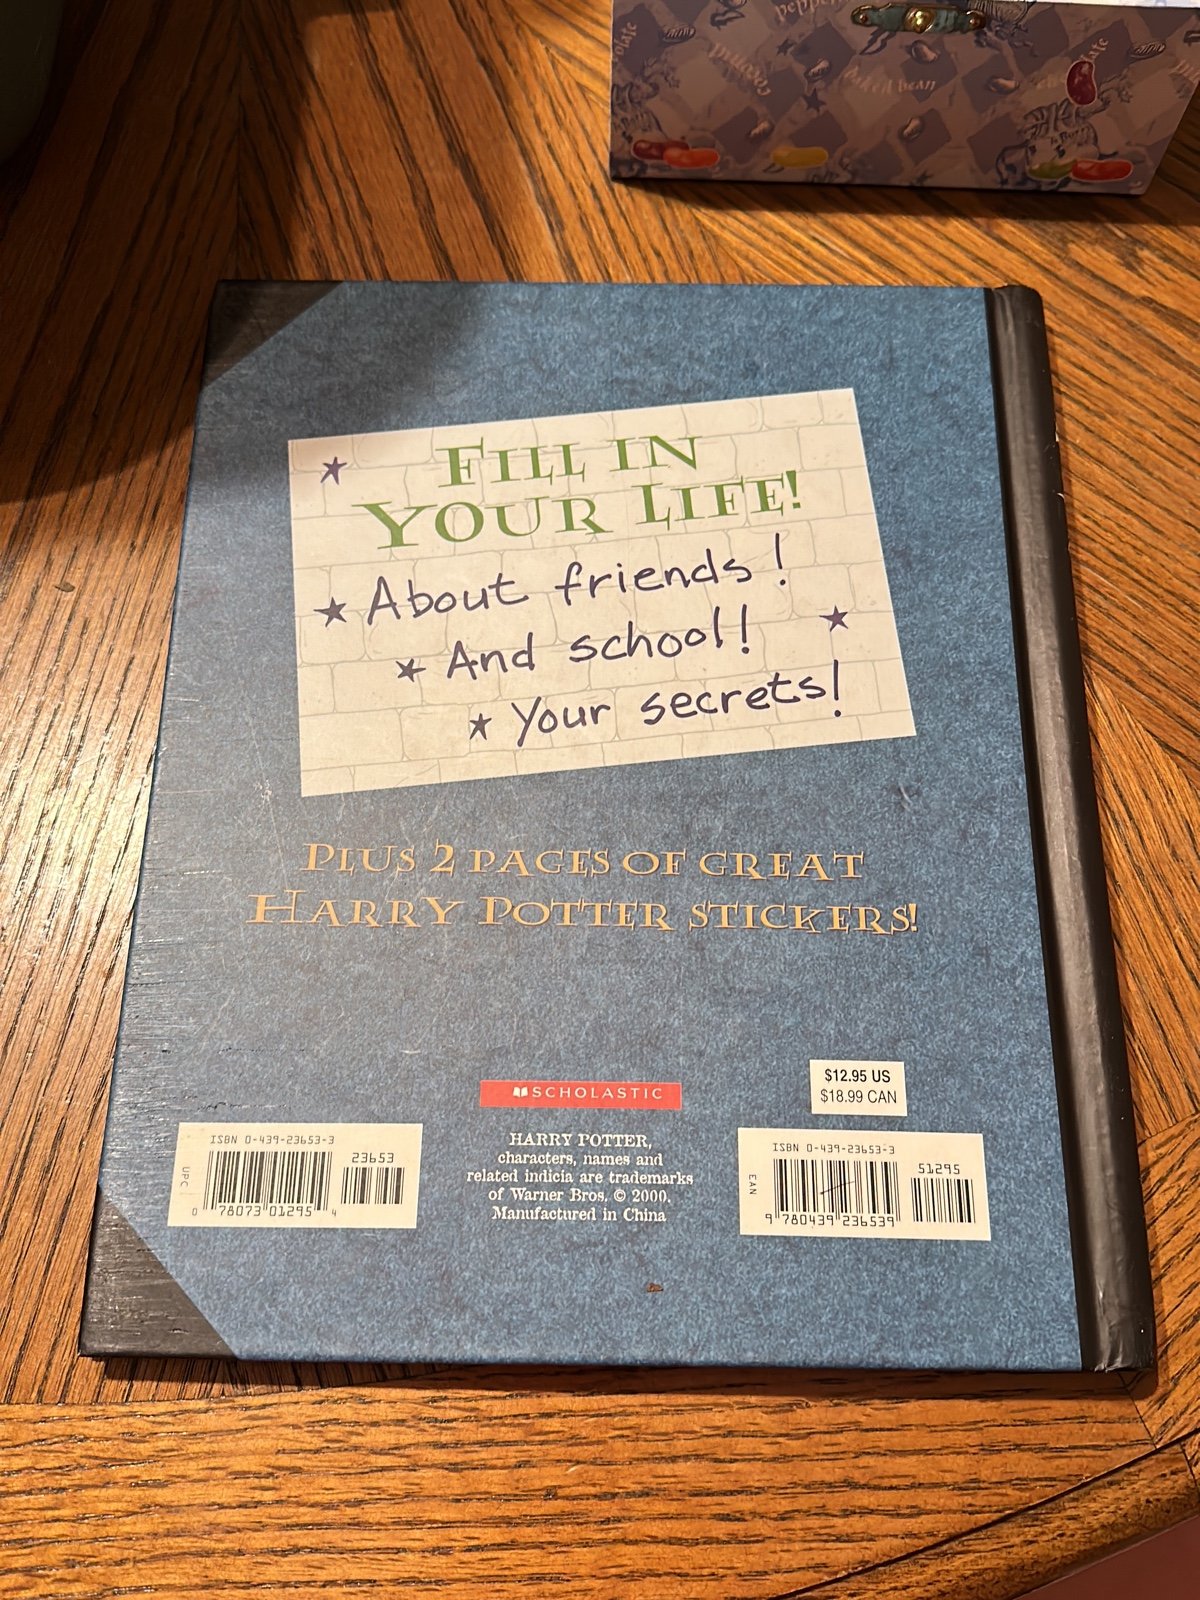 baked bean
FILL IN
YOUR LIFE!
About friends!
And school!
Your secrets!
PLUS 2 PAGES OF GREAT
HARRY POTTER STICKERS!
SCHOLASTIC
$12.95 US
$18.99 CAN
ISBN 0-439-23653-3
23653
UPC
0 78073 01295 4
HARRY POTTER,
characters, names and
related indicia are trademarks
of Warner Bros. © 2000.
Manufactured in China
ISBN 0-439-23653-3
51295
EAN
9 780439 236539